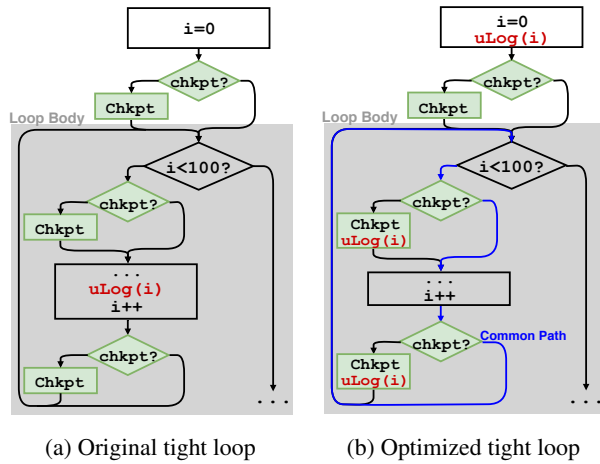 i=0
chkpt?
Chkpt
Loop Body
i<100?
chkpt?
Chkpt
...
uLog(i)
i++
chkpt?
Chkpt
...
(a) Original tight loop
i=0
uLog(i)
chkpt?
Chkpt
Loop Body
i<100?
chkpt?
Chkpt
uLog(i)
...
i++
chkpt?
Common Path
Chkpt
uLog(i)
...
(b) Optimized tight loop